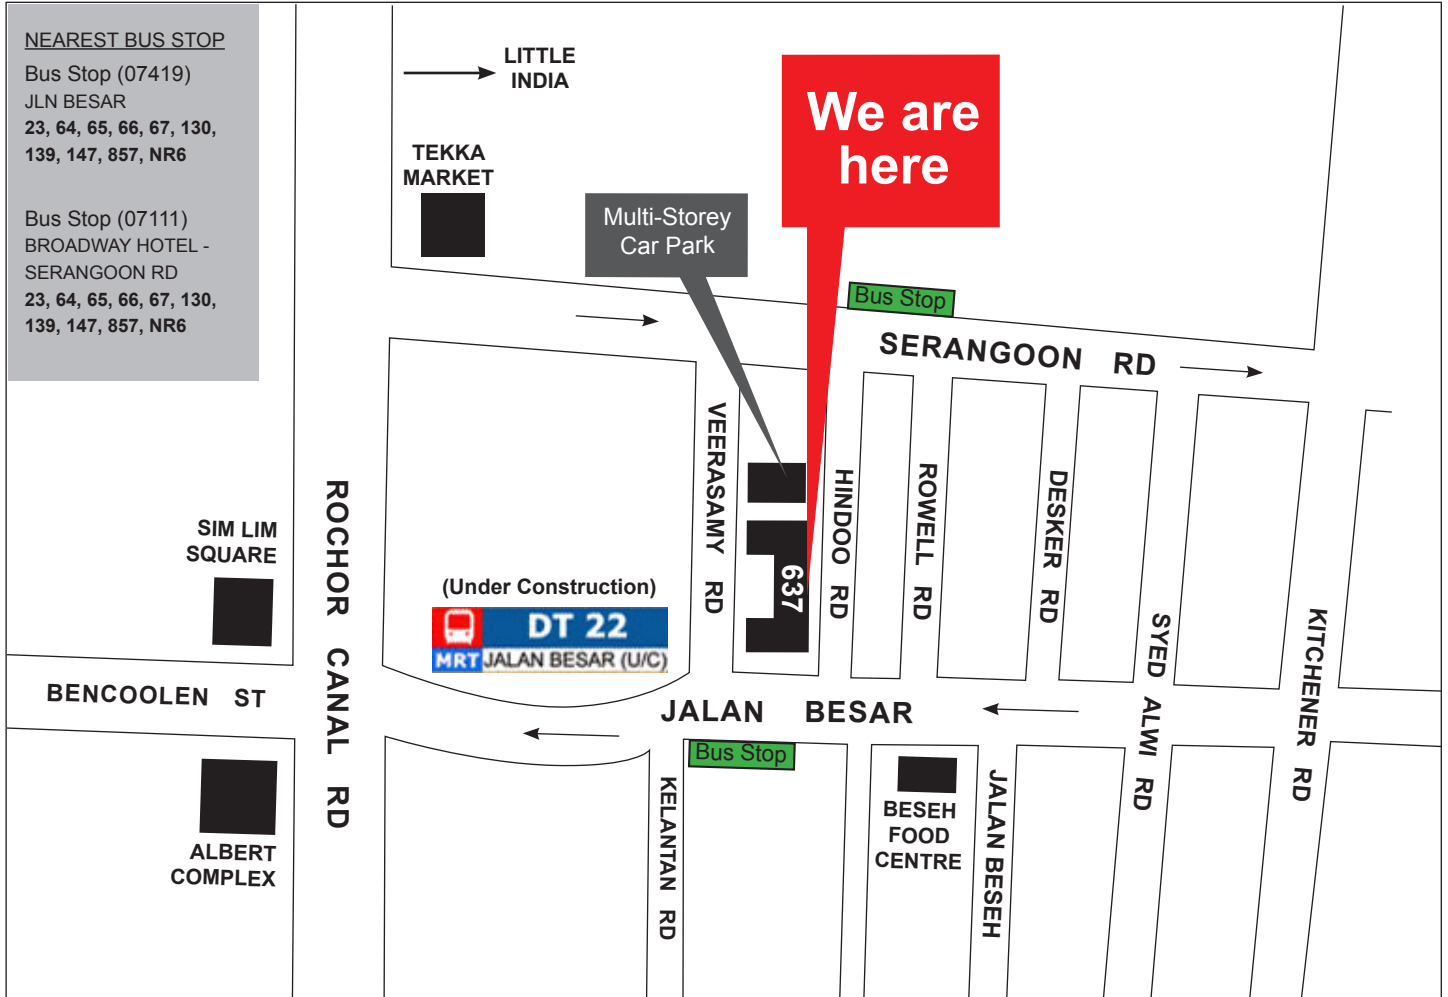 NEAREST BUS STOP
Bus Stop (07419)
JLN BESAR
23, 64, 65, 66, 67, 130,
139, 147, 857, NR6
Bus Stop (07111)
BROADWAY HOTEL -
SERANGOON RD
23, 64, 65, 66, 67, 130,
139, 147, 857, NR6
LITTLE
INDIA
TEKKA
MARKET
We are
here
Multi-Storey
Car Park
Bus Stop
SERANGOON RD
VEERASAMY RD
HINDOO RD
ROWELL RD
DESKER RD
SYED ALWI RD
KITCHENER RD
ROCHOR CANAL RD
SIM LIM
SQUARE
637
(Under Construction)
DT 22
MRT JALAN BESAR (U/C)
BENCOOLEN ST
JALAN BESAR
Bus Stop
KELANTAN RD
BESEH
FOOD
CENTRE
JALAN BESEH
ALBERT
COMPLEX